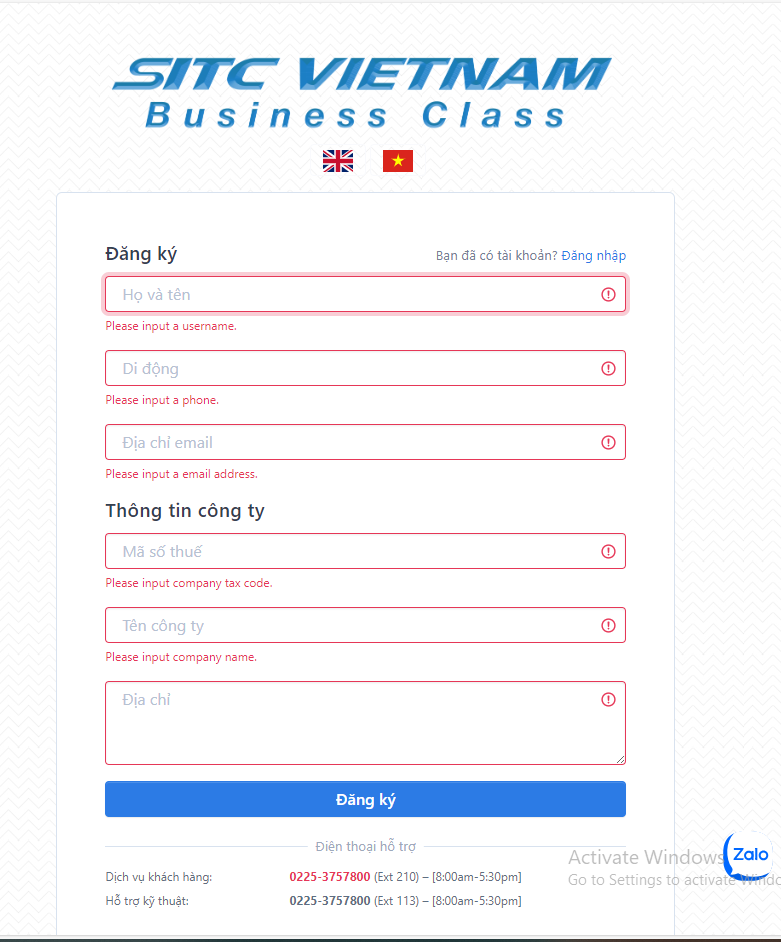 SITC VIETNAM
Business Class
Đăng ký
Bạn đã có tài khoản? Đăng nhập
Họ và tên
Please input a username.
Di động
Please input a phone.
Địa chỉ email
Please input a email address.
Thông tin công ty
Mã số thuế
Please input company tax code.
Tên công ty
Please input company name.
Địa chỉ
Đăng ký
Điện thoại hỗ trợ
Dịch vụ khách hàng: 0225-3757800 (Ext 210) – [8:00am-5:30pm]
Hỗ trợ kỹ thuật: 0225-3757800 (Ext 113) – [8:00am-5:30pm]
Activate Windows
Go to Settings to activate Windo
Zalo